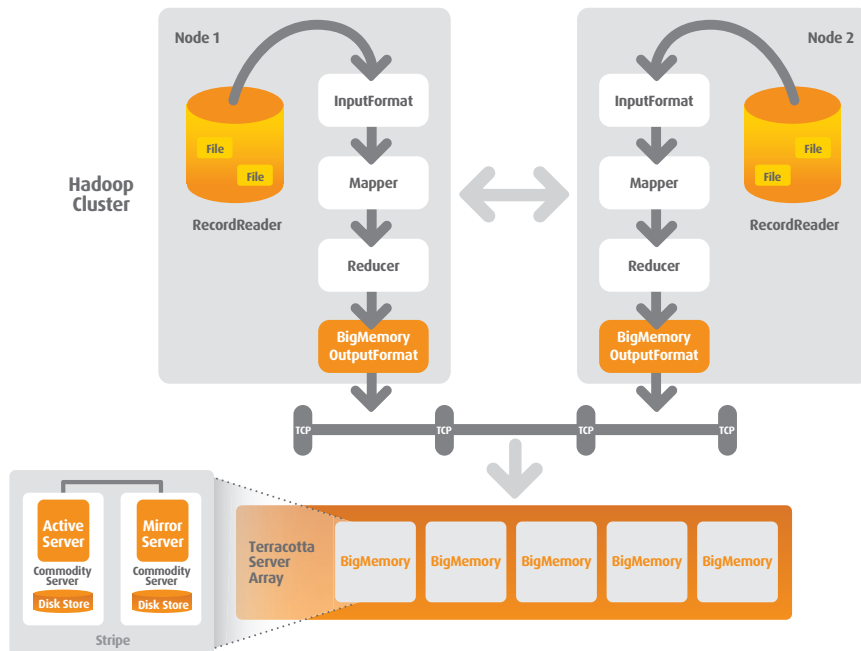 Node 1
InputFormat
File
File
Mapper
RecordReader
Reducer
BigMemory
OutputFormat
Hadoop
Cluster
Node 2
InputFormat
File
File
Mapper
RecordReader
Reducer
BigMemory
OutputFormat
TCP
TCP
TCP
TCP
Active
Server
Commodity
Server
Disk Store
Mirror
Server
Commodity
Server
Disk Store
Stripe
Terracotta
Server
Array
BigMemory
BigMemory
BigMemory
BigMemory
BigMemory